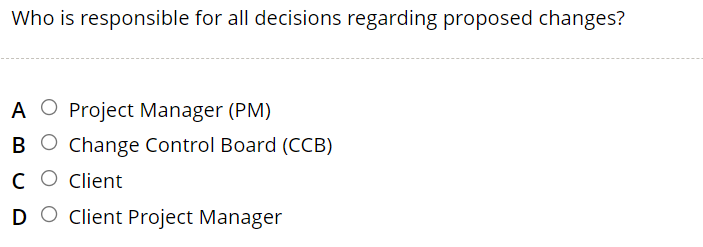 Who is responsible for all decisions regarding proposed changes?
A Project Manager (PM)
B Change Control Board (CCB)
C Client
D Client Project Manager